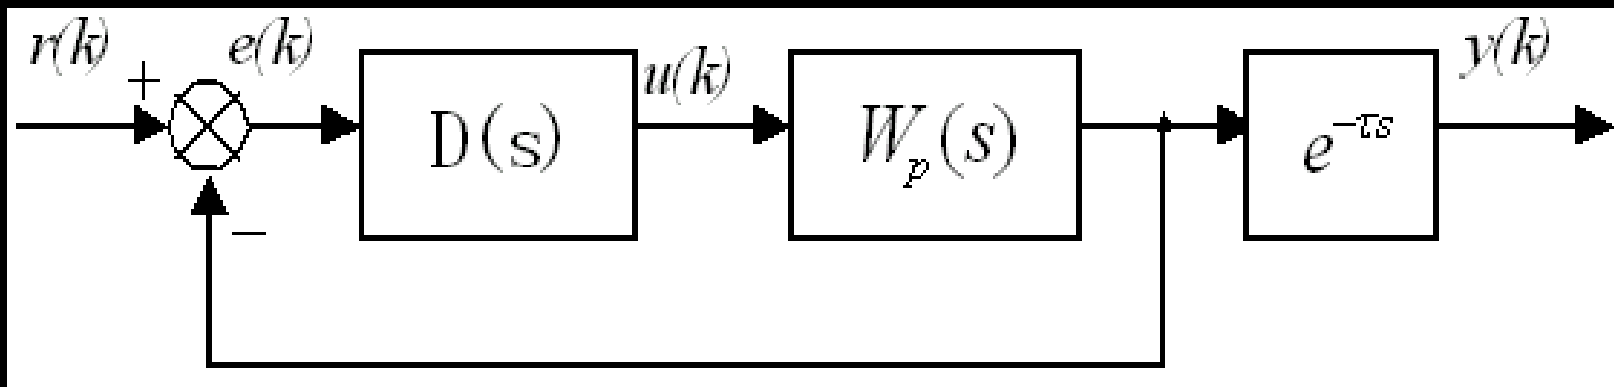 r(k)
+
e(k)
D(s)
u(k)
W_p(s)
e^{-τs}
y(k)
−